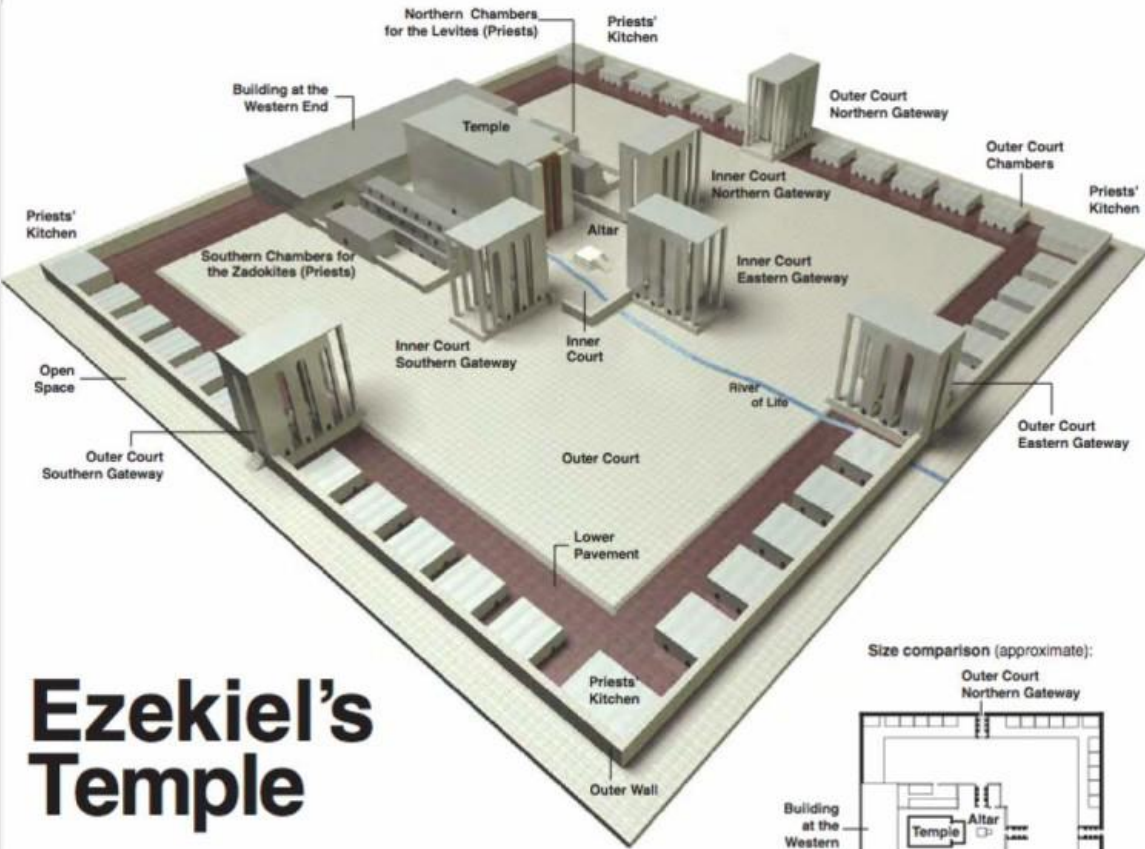 Northern Chambers
for the Levites (Priests)
Priests'
Kitchen
Building at the
Western End
Temple
Outer Court
Northern Gateway
Outer Court
Chambers
Priests'
Kitchen
Inner Court
Northern Gateway
Priests'
Kitchen
Altar
Southern Chambers for
the Zadokites (Priests)
Inner Court
Eastern Gateway
Inner Court
Southern Gateway
Inner
Court
Open
Space
River
of Life
Outer Court
Eastern Gateway
Outer Court
Southern Gateway
Outer Court
Lower
Pavement
Priests'
Kitchen
Outer Wall
Ezekiel's
Temple
Size comparison (approximate):
Outer Court
Northern Gateway
Building
at the
Western
Temple
Altar